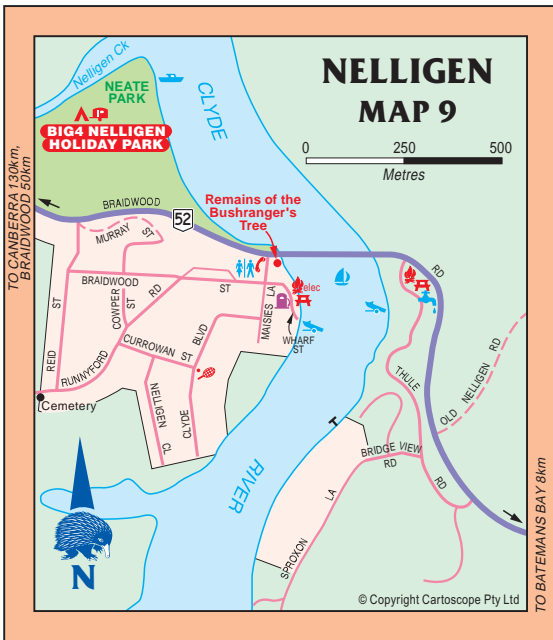 NELLIGEN
MAP 9
0 250 500
Metres
Nelligen Ck
NEATE
PARK
BIG4 NELLIGEN
HOLIDAY PARK
CLYDE
RIVER
TO CANBERRA 130km,
BRAIDWOOD 50km
BRAIDWOOD
52
RD
Remains of the
Bushranger's
Tree
MURRAY
ST
BRAIDWOOD
ST
elec
REID
ST
COWPER
ST
RUNNYFORD
RD
CURROWAN ST
CLYDE
BLVD
MAISIES LA
WHARF
ST
NELLIGEN
CL
Cemetery
THULE
RD
OLD NELLIGEN RD
BRIDGE VIEW
RD
SPROXON
LA
N
TO BATEMANS BAY 8km
© Copyright Cartoscope Pty Ltd